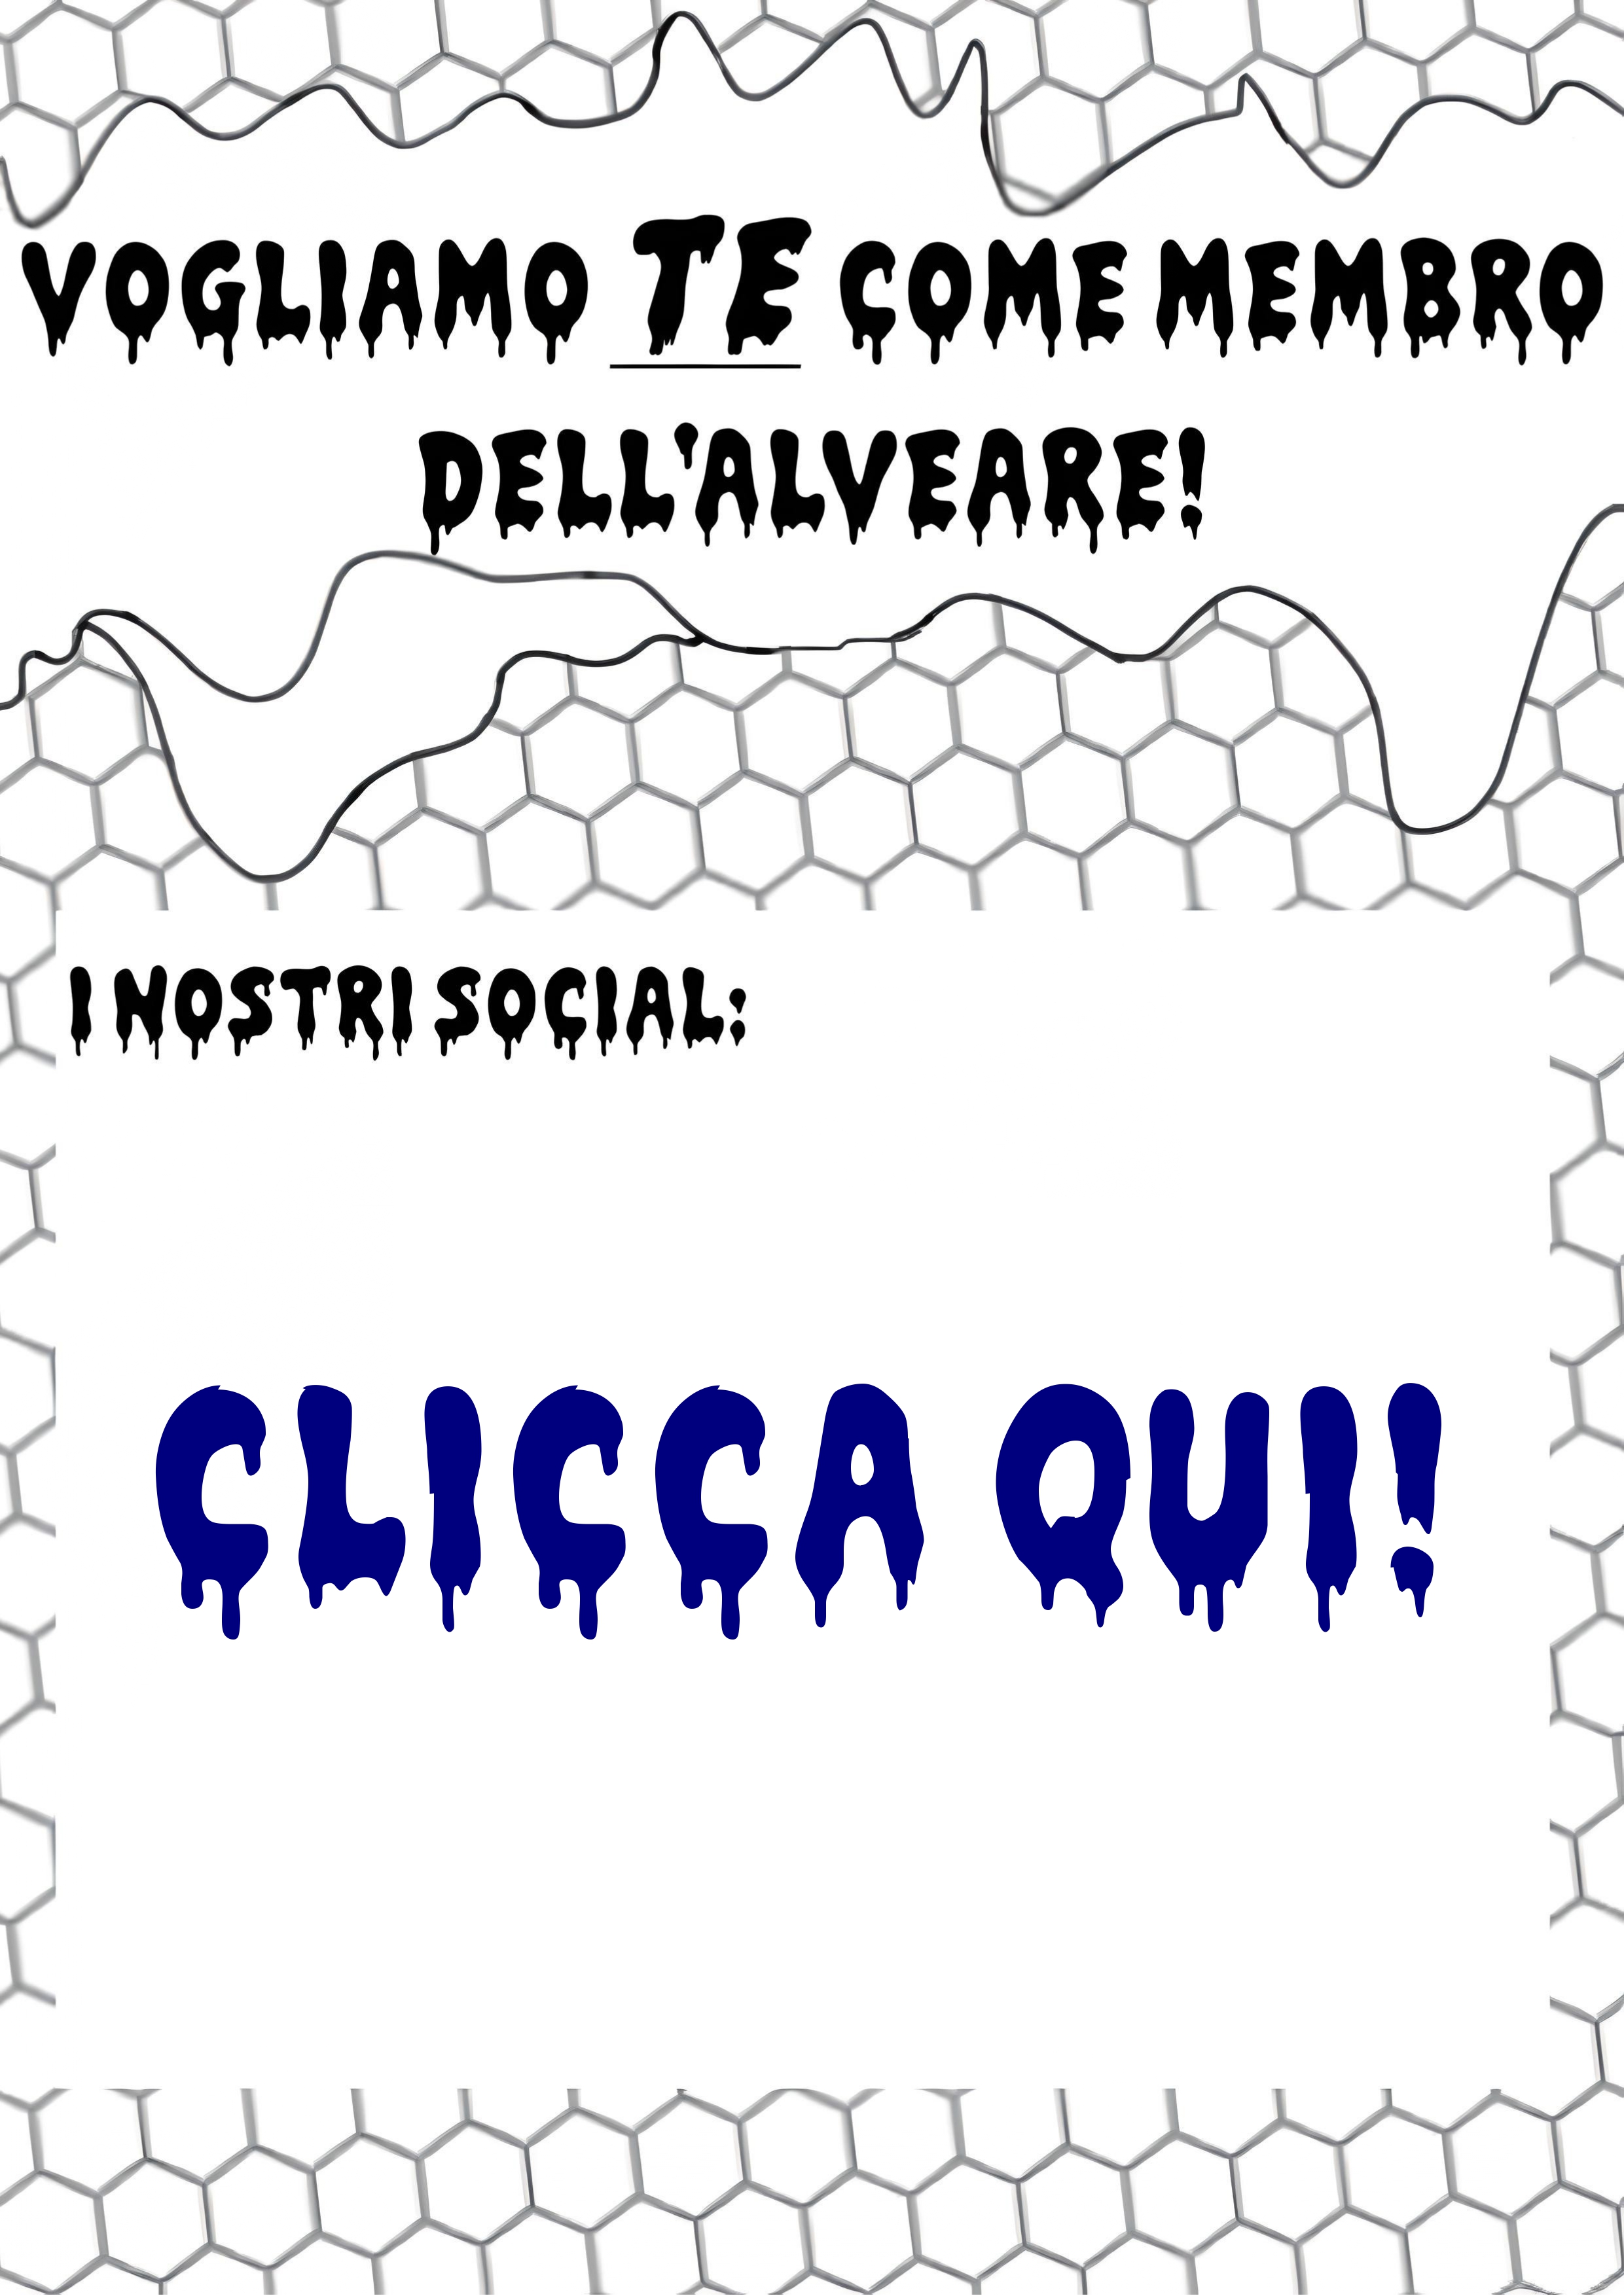 VOGLIAMO TE COME MEMBRO
DELL'ALVEARE!
I NOSTRI SOCIAL:
CLICCA QUI!